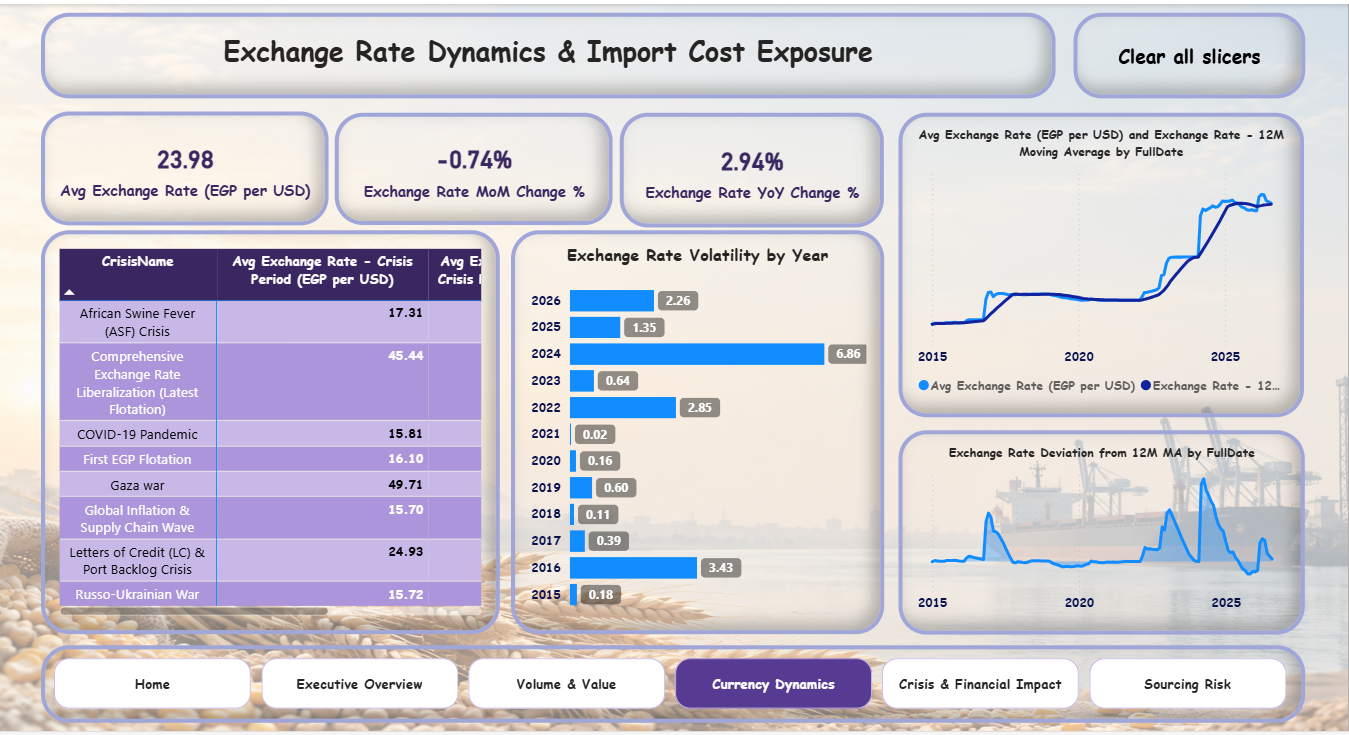 Exchange Rate Dynamics & Import Cost Exposure
Clear all slicers
23.98
Avg Exchange Rate (EGP per USD)
-0.74%
Exchange Rate MoM Change %
2.94%
Exchange Rate YoY Change %
Avg Exchange Rate (EGP per USD) and Exchange Rate - 12M
Moving Average by FullDate
2015
2020
2025
Avg Exchange Rate (EGP per USD)
Exchange Rate - 12...
CrisisName
Avg Exchange Rate - Crisis
Period (EGP per USD)
Avg Ex
Crisis
African Swine Fever
(ASF) Crisis
17.31
Comprehensive
Exchange Rate
Liberalization (Latest
Flotation)
45.44
COVID-19 Pandemic
15.81
First EGP Flotation
16.10
Gaza war
49.71
Global Inflation &
Supply Chain Wave
15.70
Letters of Credit (LC) &
Port Backlog Crisis
24.93
Russo-Ukrainian War
15.72
Exchange Rate Volatility by Year
2026 2.26
2025 1.35
2024 6.86
2023 0.64
2022 2.85
2021 0.02
2020 0.16
2019 0.60
2018 0.11
2017 0.39
2016 3.43
2015 0.18
Exchange Rate Deviation from 12M MA by FullDate
2015
2020
2025
Home
Executive Overview
Volume & Value
Currency Dynamics
Crisis & Financial Impact
Sourcing Risk